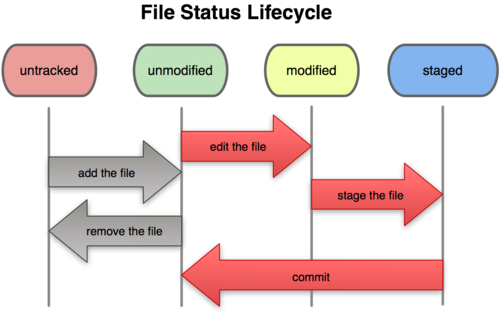 File Status Lifecycle
untracked
unmodified
modified
staged
edit the file
add the file
stage the file
remove the file
commit